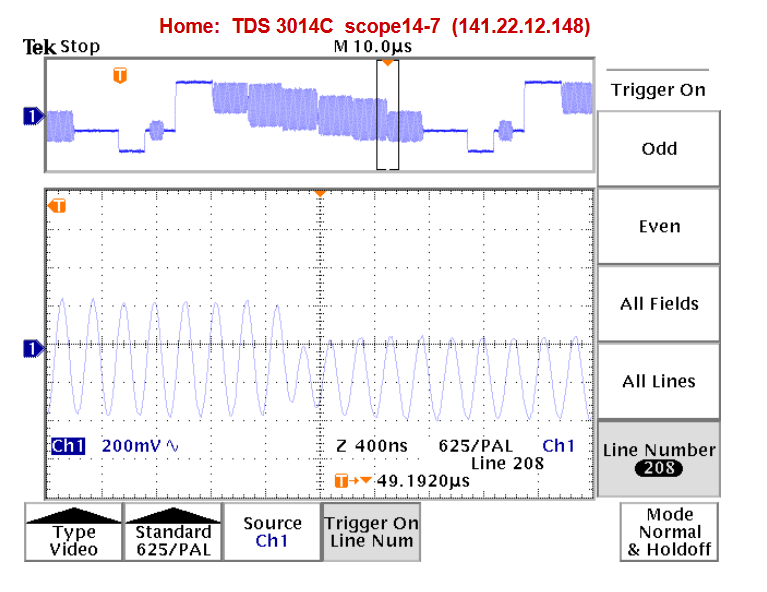 Home: TDS 3014C scope14-7 (141.22.12.148)
Tek Stop
M 10.0µs
T
1
Trigger On
Odd
Even
All Fields
All Lines
Line Number
208
T
1
Ch1 200mV∿
Z 400ns 625/PAL Ch1
Line 208
T→▼49.1920µs
Type
Video
Standard
625/PAL
Source
Ch1
Trigger On
Line Num
Mode
Normal
& Holdoff